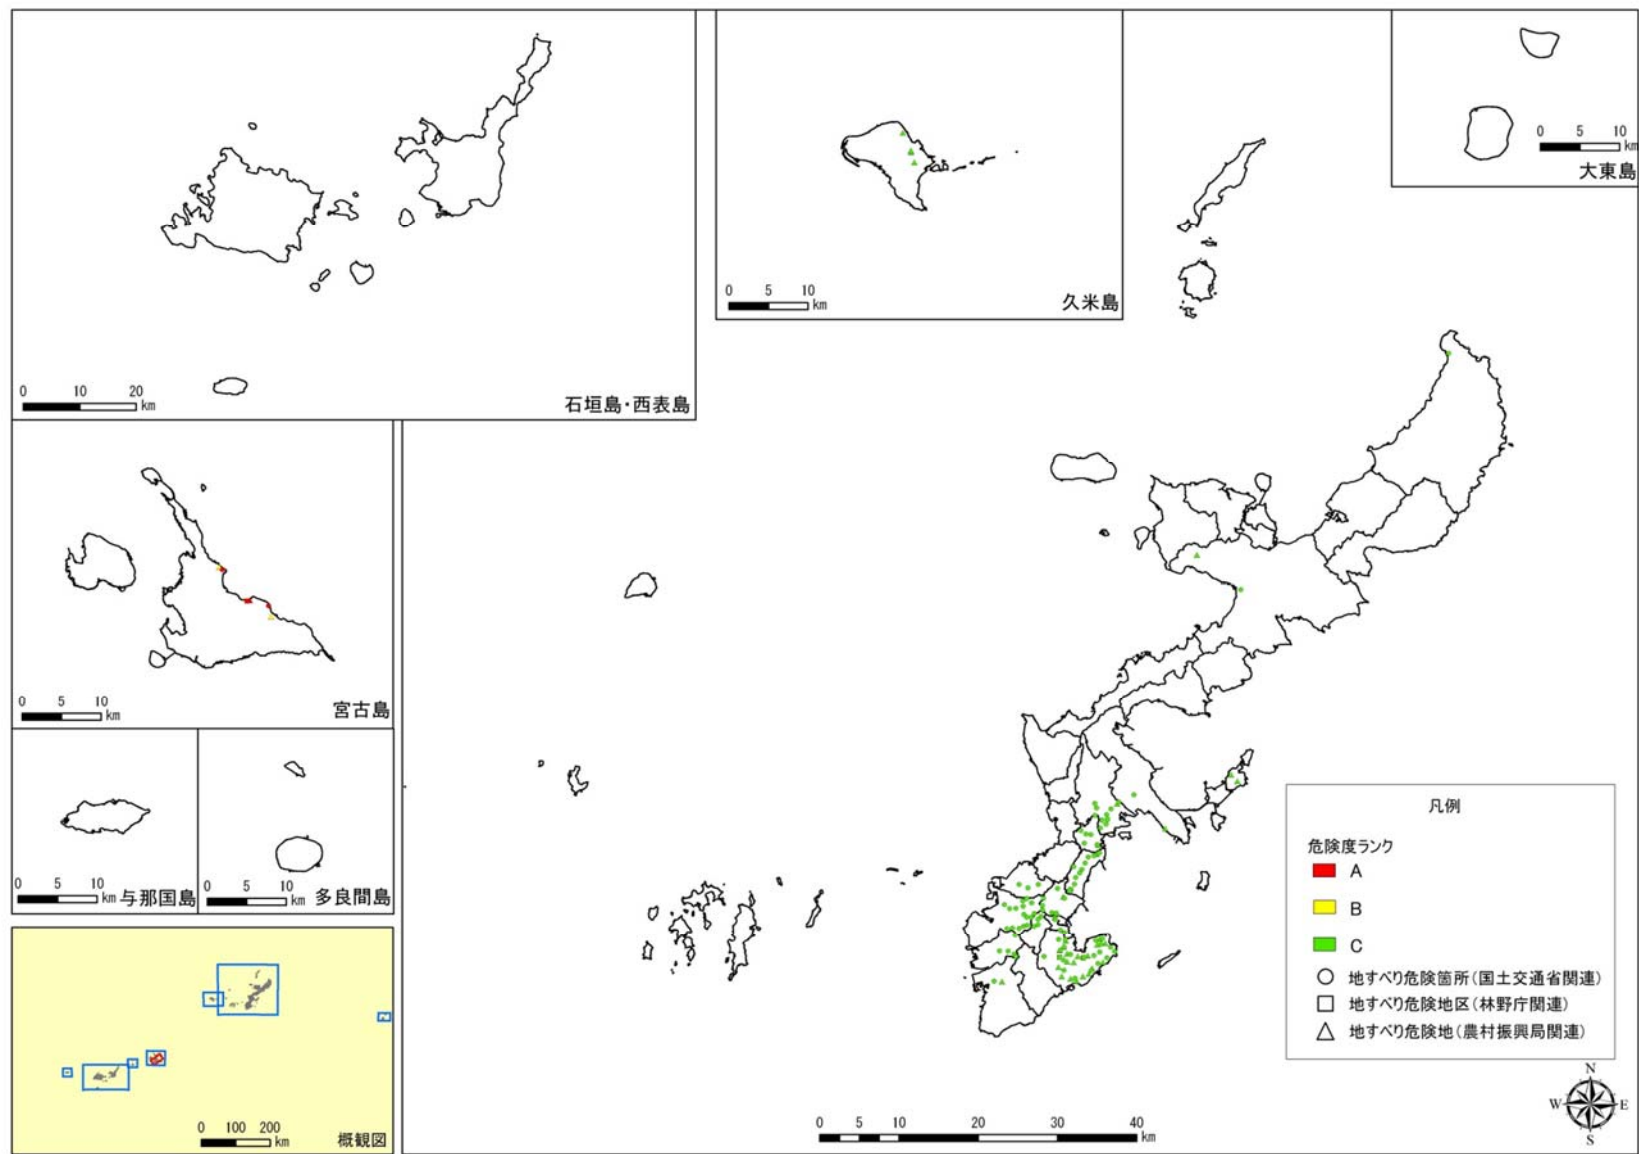 0 10 20 km
石垣島・西表島
0 5 10 km
久米島
0 5 10 km
大東島
0 5 10 km
宮古島
0 5 10 km
与那国島
0 5 10 km
多良間島
0 100 200 km
概観図
凡例
危険度ランク
A
B
C
地すべり危険箇所(国土交通省関連)
地すべり危険地区(林野庁関連)
地すべり危険地(農村振興局関連)
N
W E
S
0 5 10 20 30 40 km